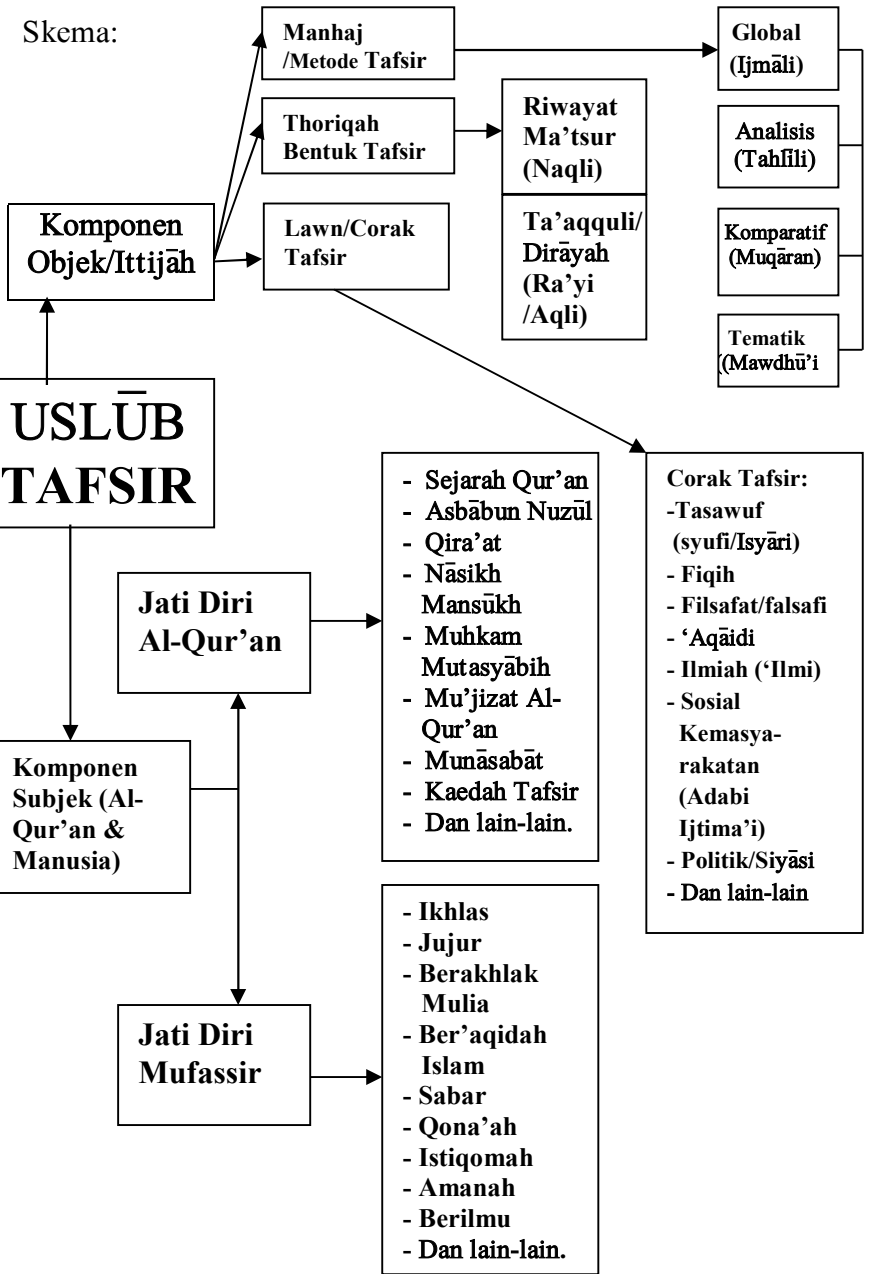 Skema:
Manhaj
/Metode Tafsir
Global
(Ijmāli)
Thoriqah
Bentuk Tafsir
Riwayat
Ma’tsur
(Naqli)
Analisis
(Tahlīli)
Komponen
Objek/Ittijāh
Lawn/Corak
Tafsir
Ta’aqquli/
Dirāyah
(Ra’yi
/Aqli)
Komparatif
(Muqāran)
Tematik
((Mawdhū’i
USLŪB
TAFSIR
- Sejarah Qur’an
- Asbābun Nuzūl
- Qira’at
- Nāsikh
Mansūkh
- Muhkam
Mutasyābih
- Mu’jizat Al-
Qur’an
- Munāsabāt
- Kaedah Tafsir
- Dan lain-lain.
Corak Tafsir:
-Tasawuf
(syufi/Isyāri)
- Fiqih
- Filsafat/falsafi
- ‘Aqāidi
- Ilmiah (‘Ilmi)
- Sosial
Kemasya-
rakatan
(Adabi
Ijtima’i)
- Politik/Siyāsi
- Dan lain-lain
Jati Diri
Al-Qur’an
Komponen
Subjek (Al-
Qur’an &
Manusia)
Jati Diri
Mufassir
- Ikhlas
- Jujur
- Berakhlak
Mulia
- Ber’aqidah
Islam
- Sabar
- Qona’ah
- Istiqomah
- Amanah
- Berilmu
- Dan lain-lain.